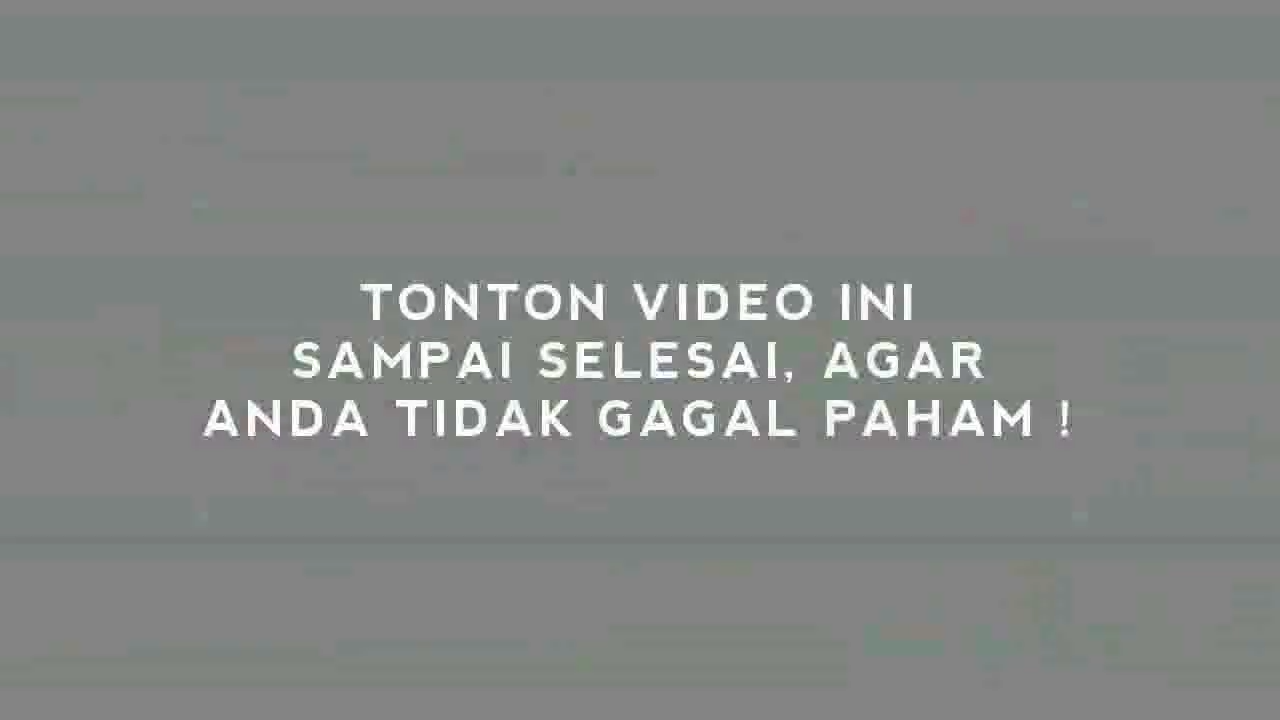 TONTON VIDEO INI
SAMPAI SELESAI, AGAR
ANDA TIDAK GAGAL PAHAM !